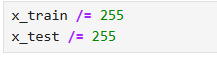 x_train /= 255
x_test /= 255